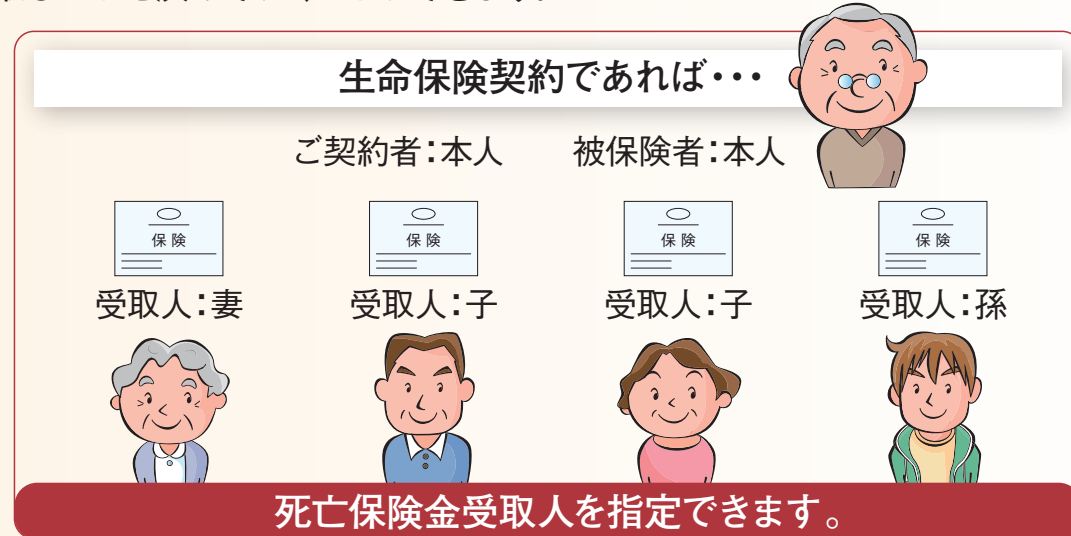 生命保険契約であれば・・・
ご契約者：本人　被保険者：本人
保 険　保 険　保 険　保 険
受取人：妻　受取人：子　受取人：子　受取人：孫
死亡保険金受取人を指定できます。